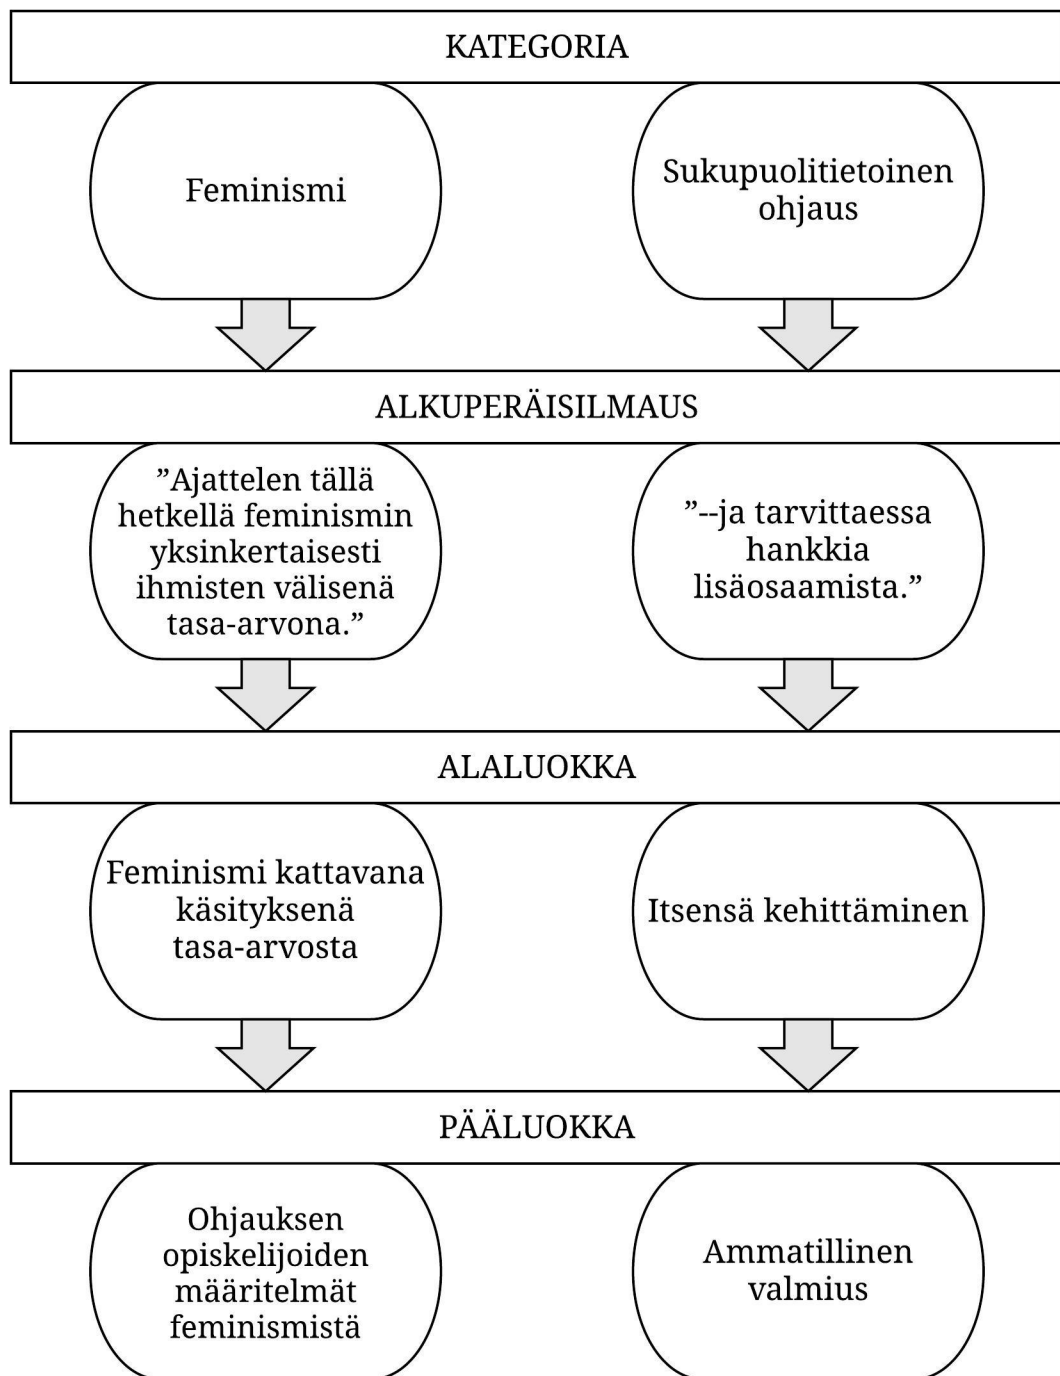 KATEGORIA
Feminismi
Sukupuolitietoinen
ohjaus
ALKUPERÄISILMAUS
”Ajattelen tällä
hetkellä feminismin
yksinkertaisesti
ihmisten välisenä
tasa-arvona.”
”--ja tarvittaessa
hankkia
lisäosaamista.”
ALALUOKKA
Feminismi kattavana
käsityksenä
tasa-arvosta
Itsensä kehittäminen
PÄÄLUOKKA
Ohjauksen
opiskelijoiden
määritelmät
feminismistä
Ammatillinen
valmius